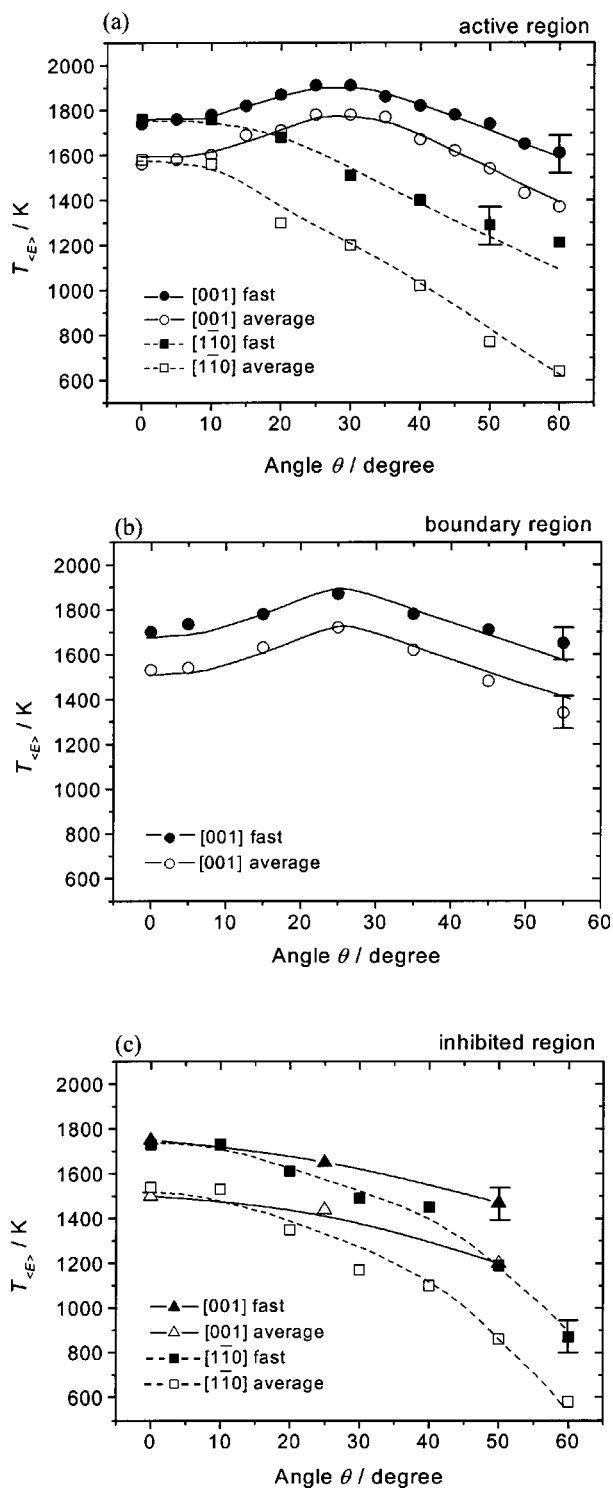 (a) active region
2000
1800
1600
1400
1200
1000
800
600
T<E> / K
[001] fast
[001] average
[11̅0] fast
[11̅0] average
0 10 20 30 40 50 60
Angle θ / degree
(b) boundary region
2000
1800
1600
1400
1200
1000
800
600
T<E> / K
[001] fast
[001] average
0 10 20 30 40 50 60
Angle θ / degree
(c) inhibited region
2000
1800
1600
1400
1200
1000
800
600
T<E> / K
[001] fast
[001] average
[11̅0] fast
[11̅0] average
0 10 20 30 40 50 60
Angle θ / degree